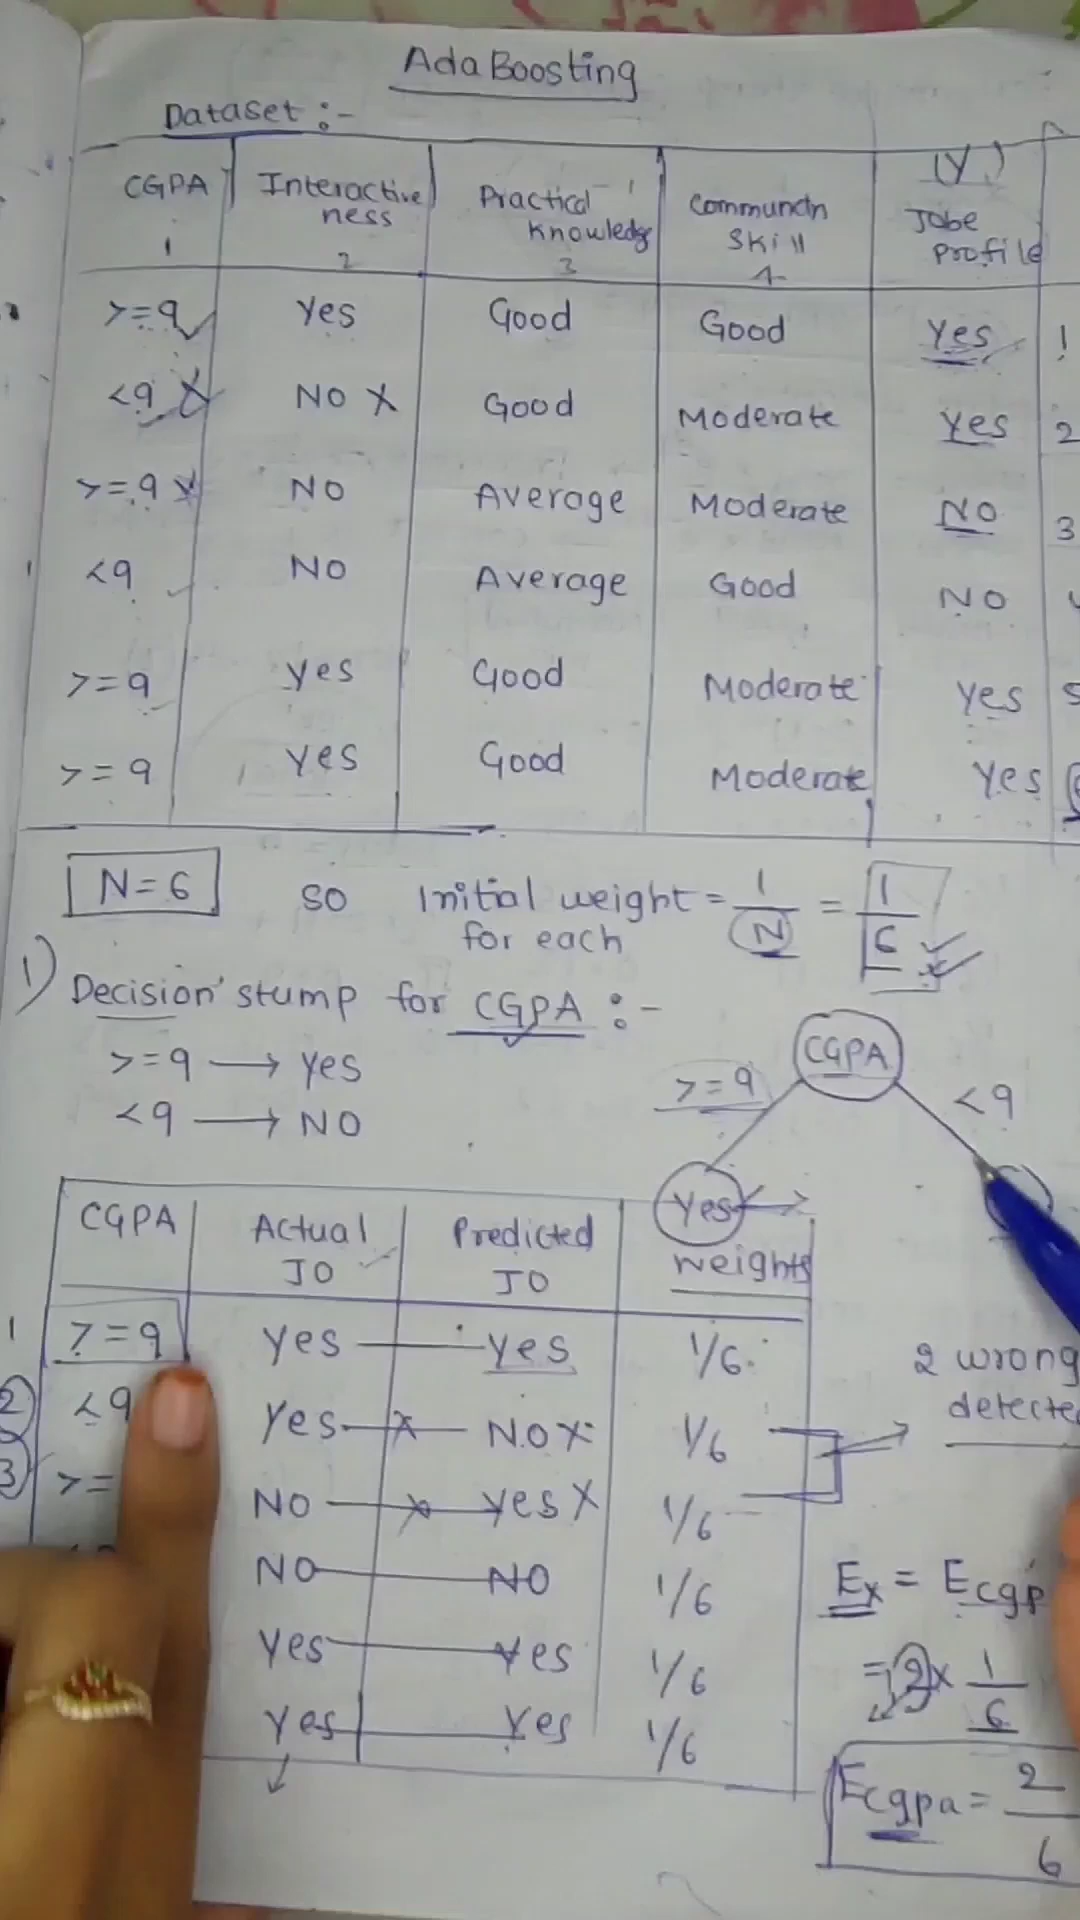 Ada Boosting
Dataset :-
CGPA Interactive Practical Communctn (Y)
ness Knowledge Skill Jobe
1 2 3 4 Profile
>=9 Yes Good Good Yes 1
<9 X NO X Good Moderate Yes 2
>=9 X NO Average Moderate NO 3
<9 NO Average Good NO
>=9 Yes Good Moderate Yes 5
>=9 Yes Good Moderate Yes
N=6 SO Initial weight = 1/N = 1/6
for each
1) Decision stump for CGPA :-
>=9 → Yes
<9 → NO
CGPA
>=9 <9
Yes
CGPA Actual Predicted Weights
JO JO
1 >=9 Yes Yes 1/6
2 <9 Yes X NO X 1/6
3 >= NO X Yes X 1/6
NO NO 1/6
Yes Yes 1/6
Yes Yes 1/6
2 wrong
detecte
Ex = Ecgp
= 2 x 1/6
Ecgpa = 2/6